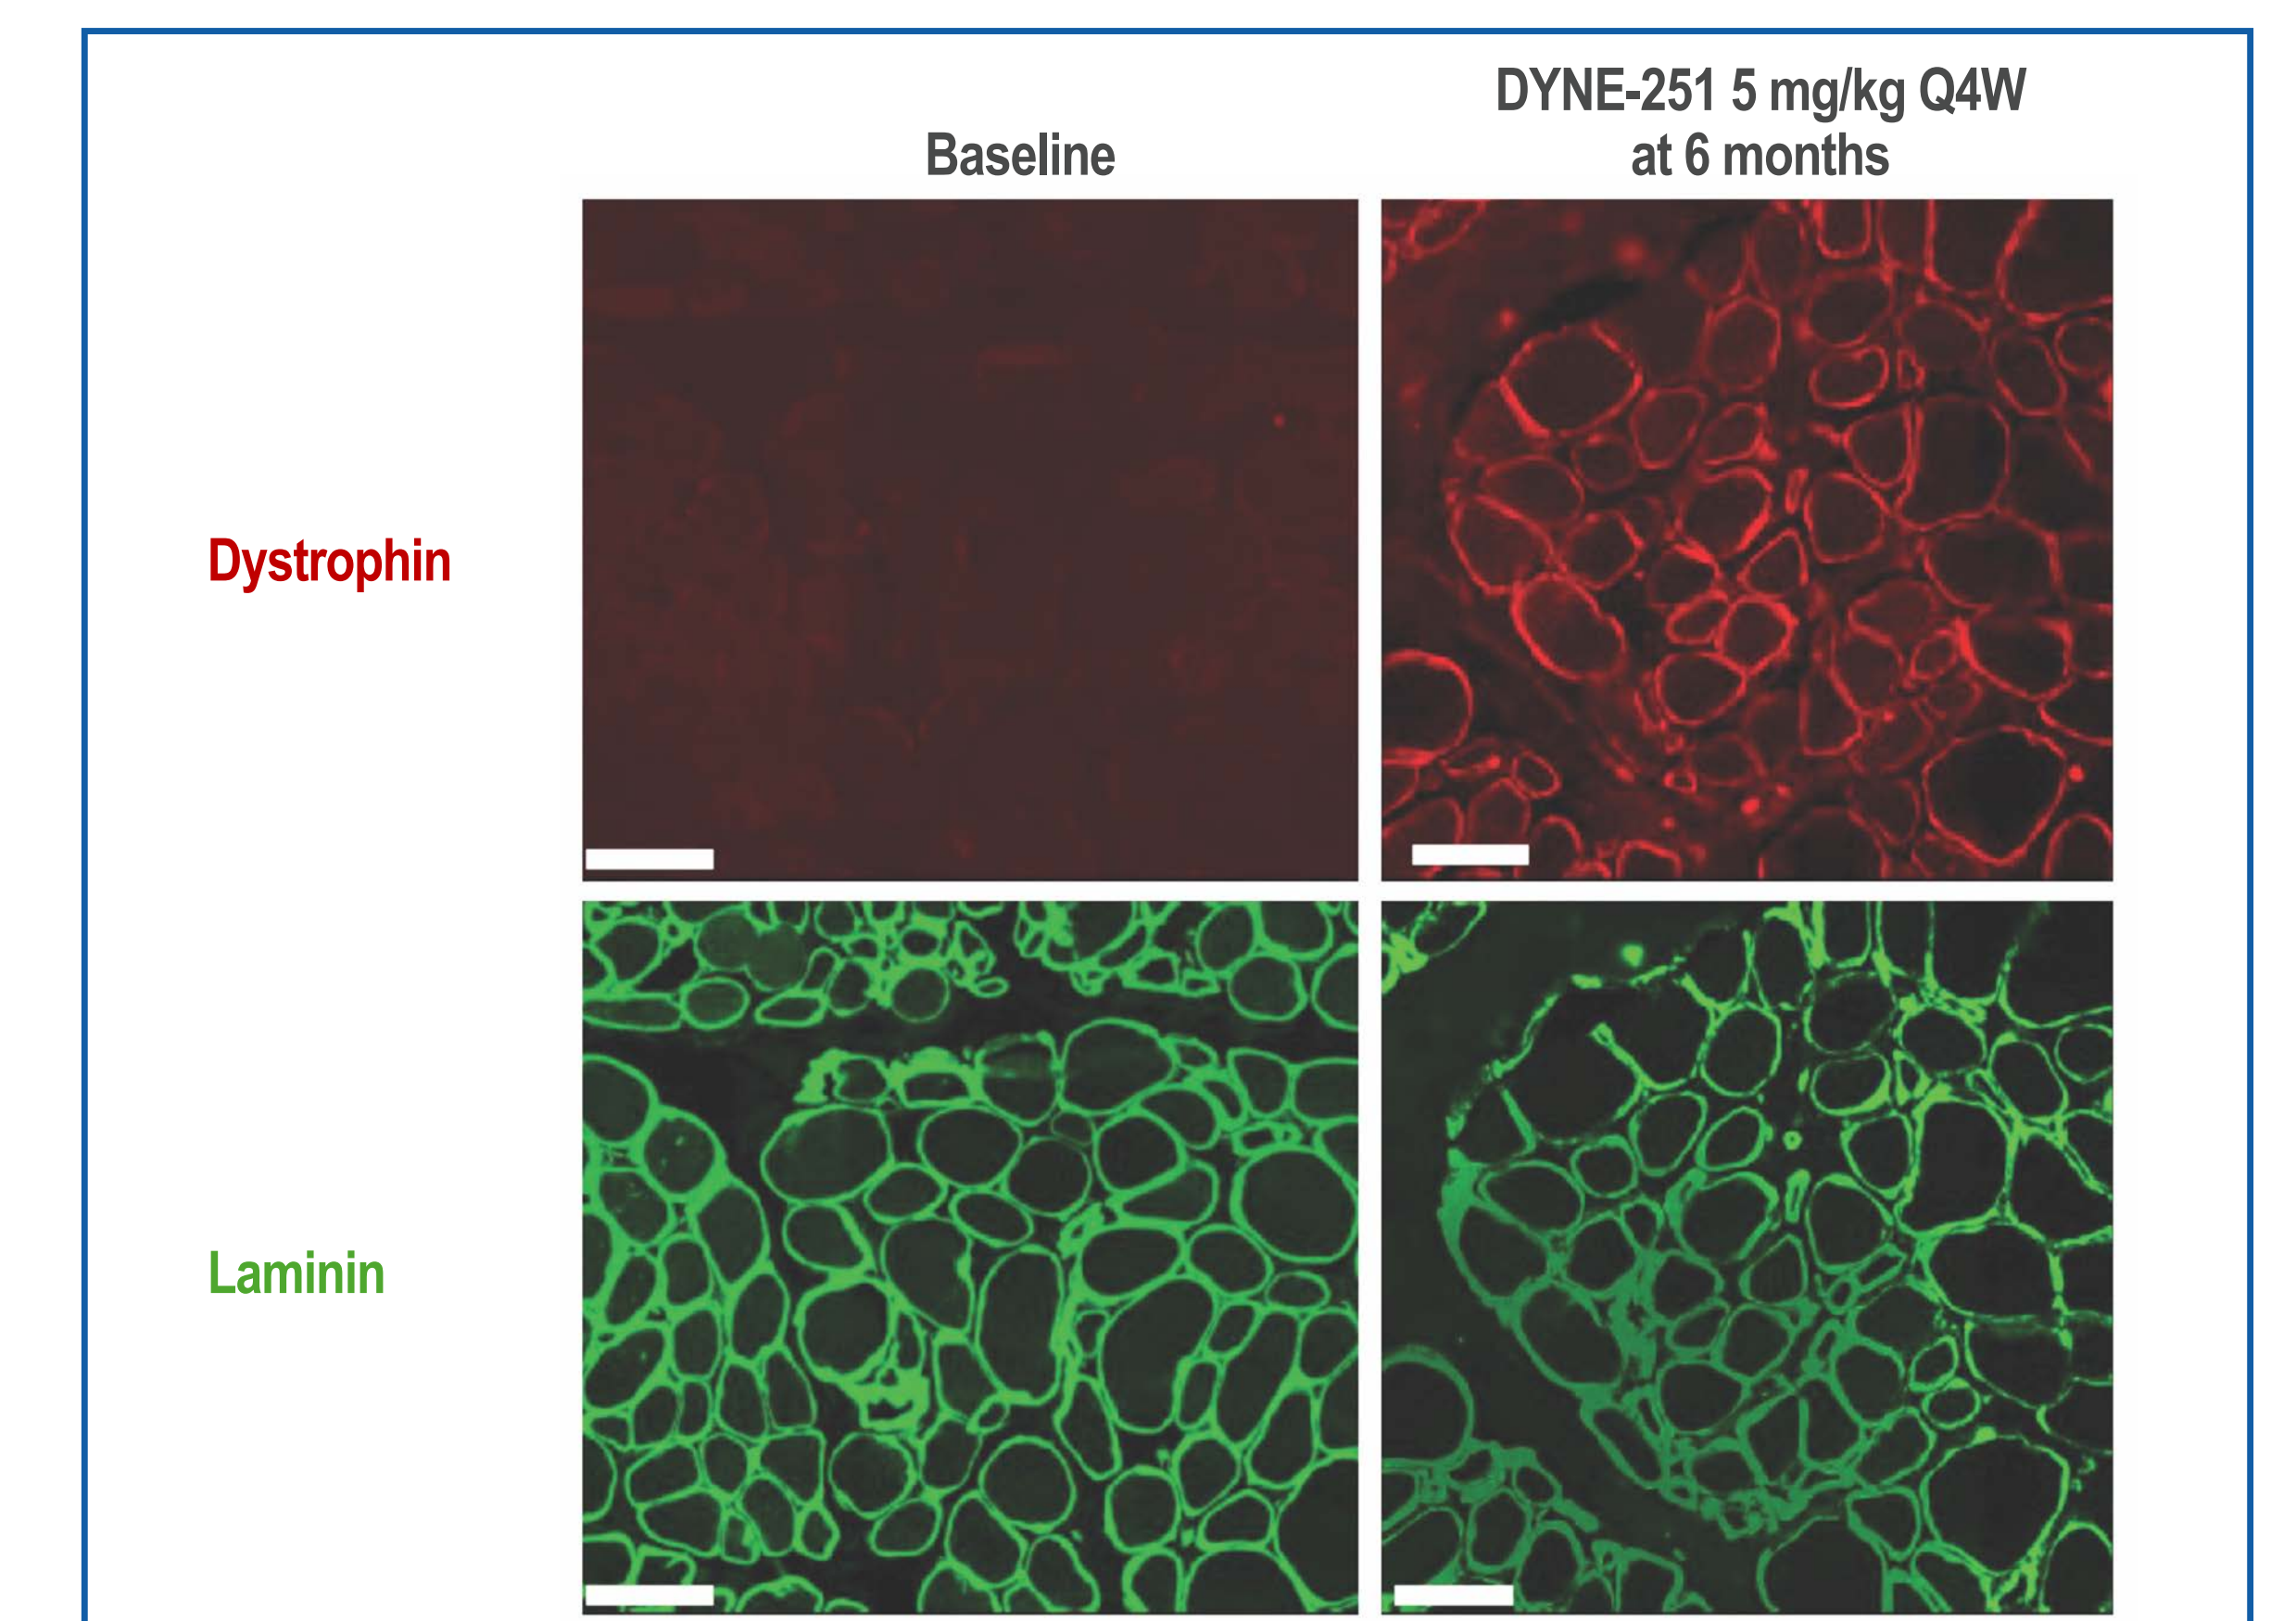 Baseline
DYNE-251 5 mg/kg Q4W
at 6 months
Dystrophin
Laminin